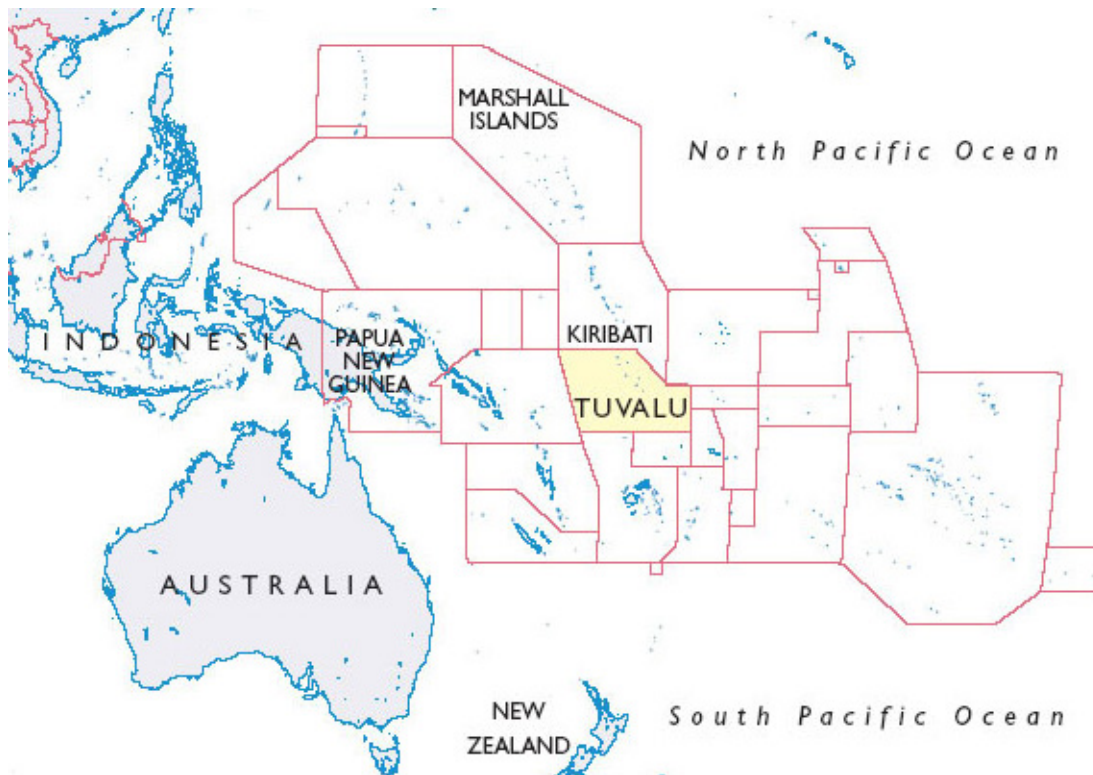 MARSHALL
ISLANDS
North Pacific Ocean
INDONESIA
PAPUA
NEW
GUINEA
KIRIBATI
TUVALU
AUSTRALIA
NEW
ZEALAND
South Pacific Ocean